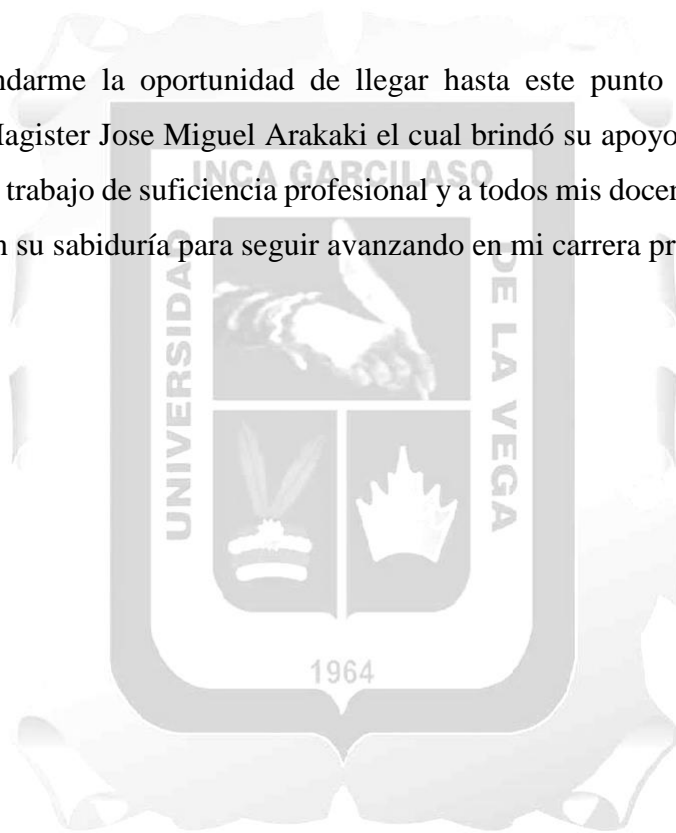 ndarme la oportunidad de llegar hasta este punto
Magister Jose Miguel Arakaki el cual brindó su apoyo
trabajo de suficiencia profesional y a todos mis docen
n su sabiduría para seguir avanzando en mi carrera pr
INCA GARCILASO
UNIVERSIDAD
DE LA VEGA
1964